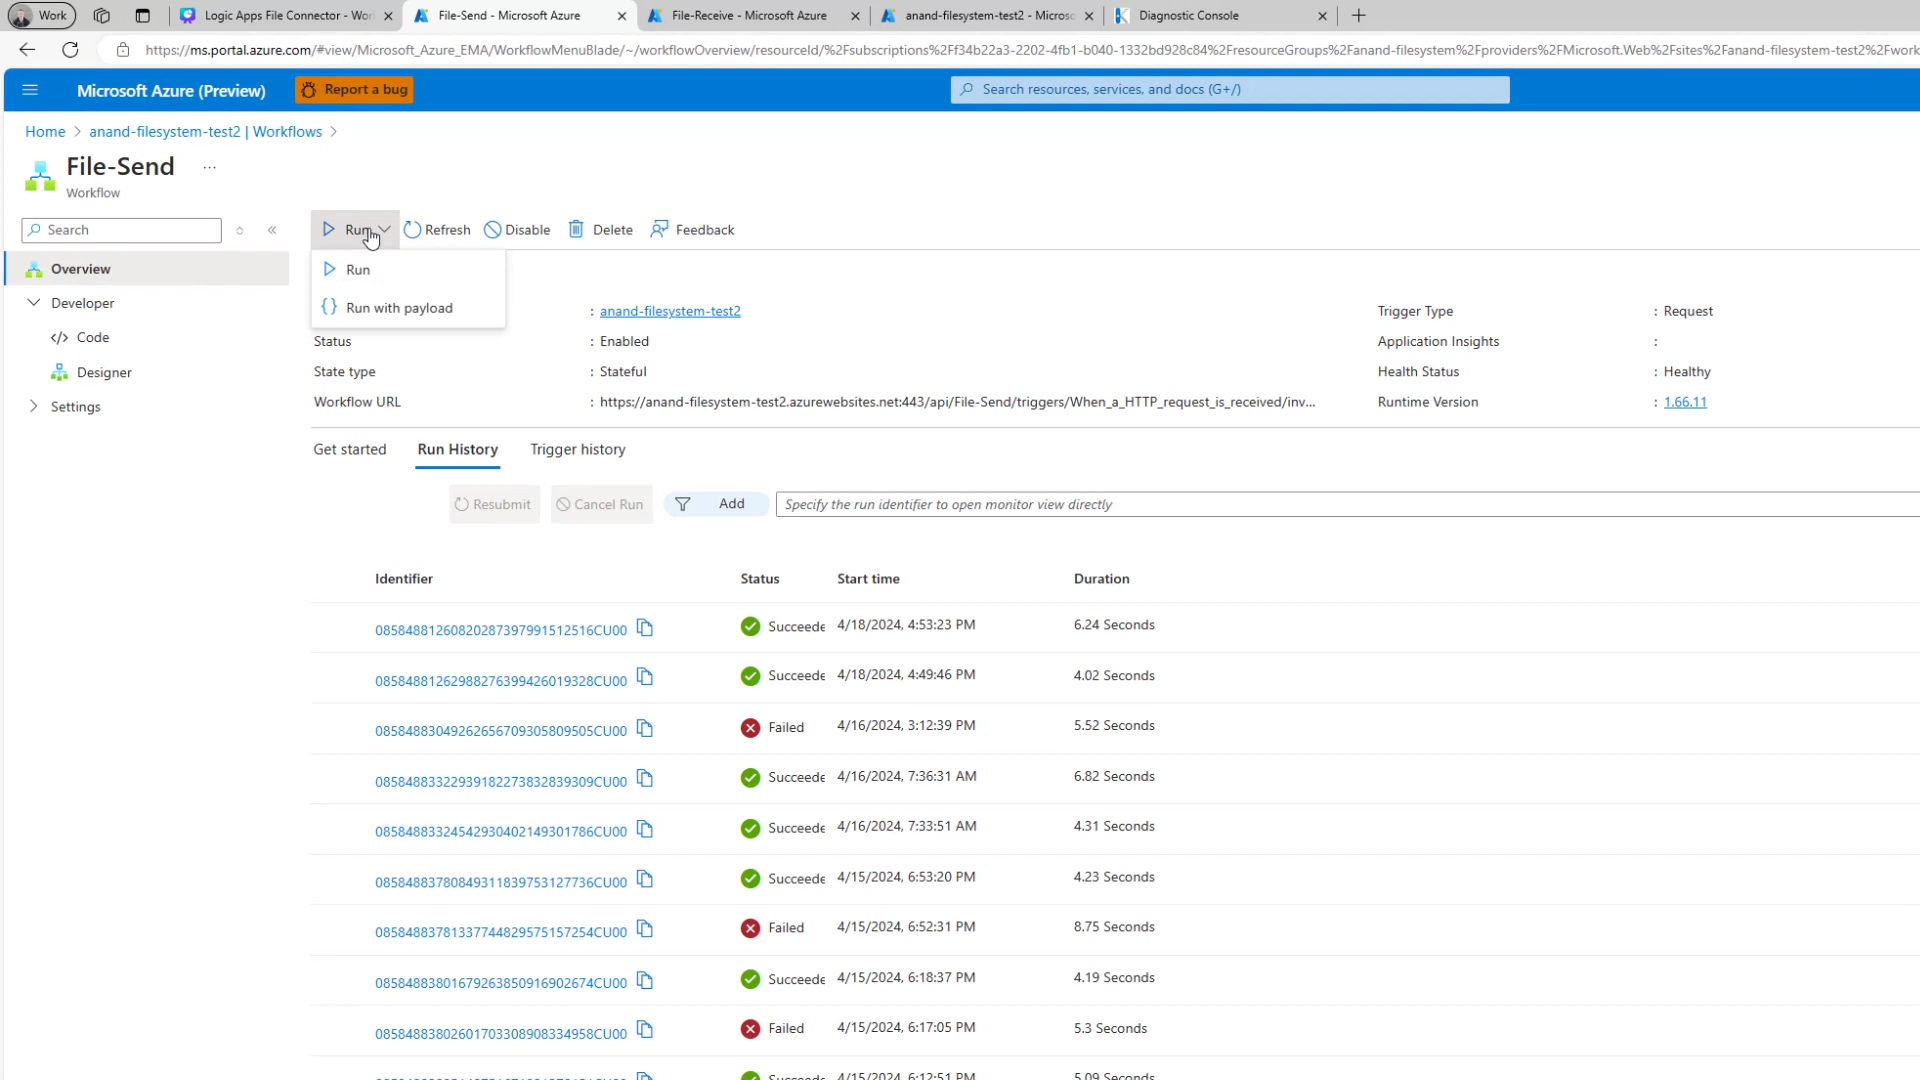 Work
Logic Apps File Connector - Wor
File-Send - Microsoft Azure
File-Receive - Microsoft Azure
anand-filesystem-test2 - Micros
Diagnostic Console
https://ms.portal.azure.com/#view/Microsoft_Azure_EMA/WorkflowMenuBlade/~/workflowOverview/resourceId/%2Fsubscriptions%2Ff34b22a3-2202-4fb1-b040-1332bd928c84%2FresourceGroups%2Fanand-filesystem%2Fproviders%2FMicrosoft.Web%2Fsites%2Fanand-filesystem-test2%2Fwork
Microsoft Azure (Preview)
Report a bug
Search resources, services, and docs (G+/)
Home > anand-filesystem-test2 | Workflows >
File-Send ...
Workflow
Search
Run
Refresh
Disable
Delete
Feedback
Overview
Developer
Code
Designer
Settings
Run
Run with payload
: anand-filesystem-test2
Trigger Type : Request
Status : Enabled
Application Insights :
State type : Stateful
Health Status : Healthy
Workflow URL : https://anand-filesystem-test2.azurewebsites.net:443/api/File-Send/triggers/When_a_HTTP_request_is_received/inv...
Runtime Version : 1.66.11
Get started Run History Trigger history
Resubmit Cancel Run Add Specify the run identifier to open monitor view directly
Identifier Status Start time Duration
08584881260820287397991512516CU00 Succeede 4/18/2024, 4:53:23 PM 6.24 Seconds
08584881262988276399426019328CU00 Succeede 4/18/2024, 4:49:46 PM 4.02 Seconds
08584883049262656709305809505CU00 Failed 4/16/2024, 3:12:39 PM 5.52 Seconds
08584883322939182273832839309CU00 Succeede 4/16/2024, 7:36:31 AM 6.82 Seconds
08584883324542930402149301786CU00 Succeede 4/16/2024, 7:33:51 AM 4.31 Seconds
08584883780849311839753127736CU00 Succeede 4/15/2024, 6:53:20 PM 4.23 Seconds
08584883781337744829575157254CU00 Failed 4/15/2024, 6:52:31 PM 8.75 Seconds
08584883801679263850916902674CU00 Succeede 4/15/2024, 6:18:37 PM 4.19 Seconds
08584883802601703308908334958CU00 Failed 4/15/2024, 6:17:05 PM 5.3 Seconds
Succeede 4/15/2024, 6:12:51 PM 5.09 Seconds